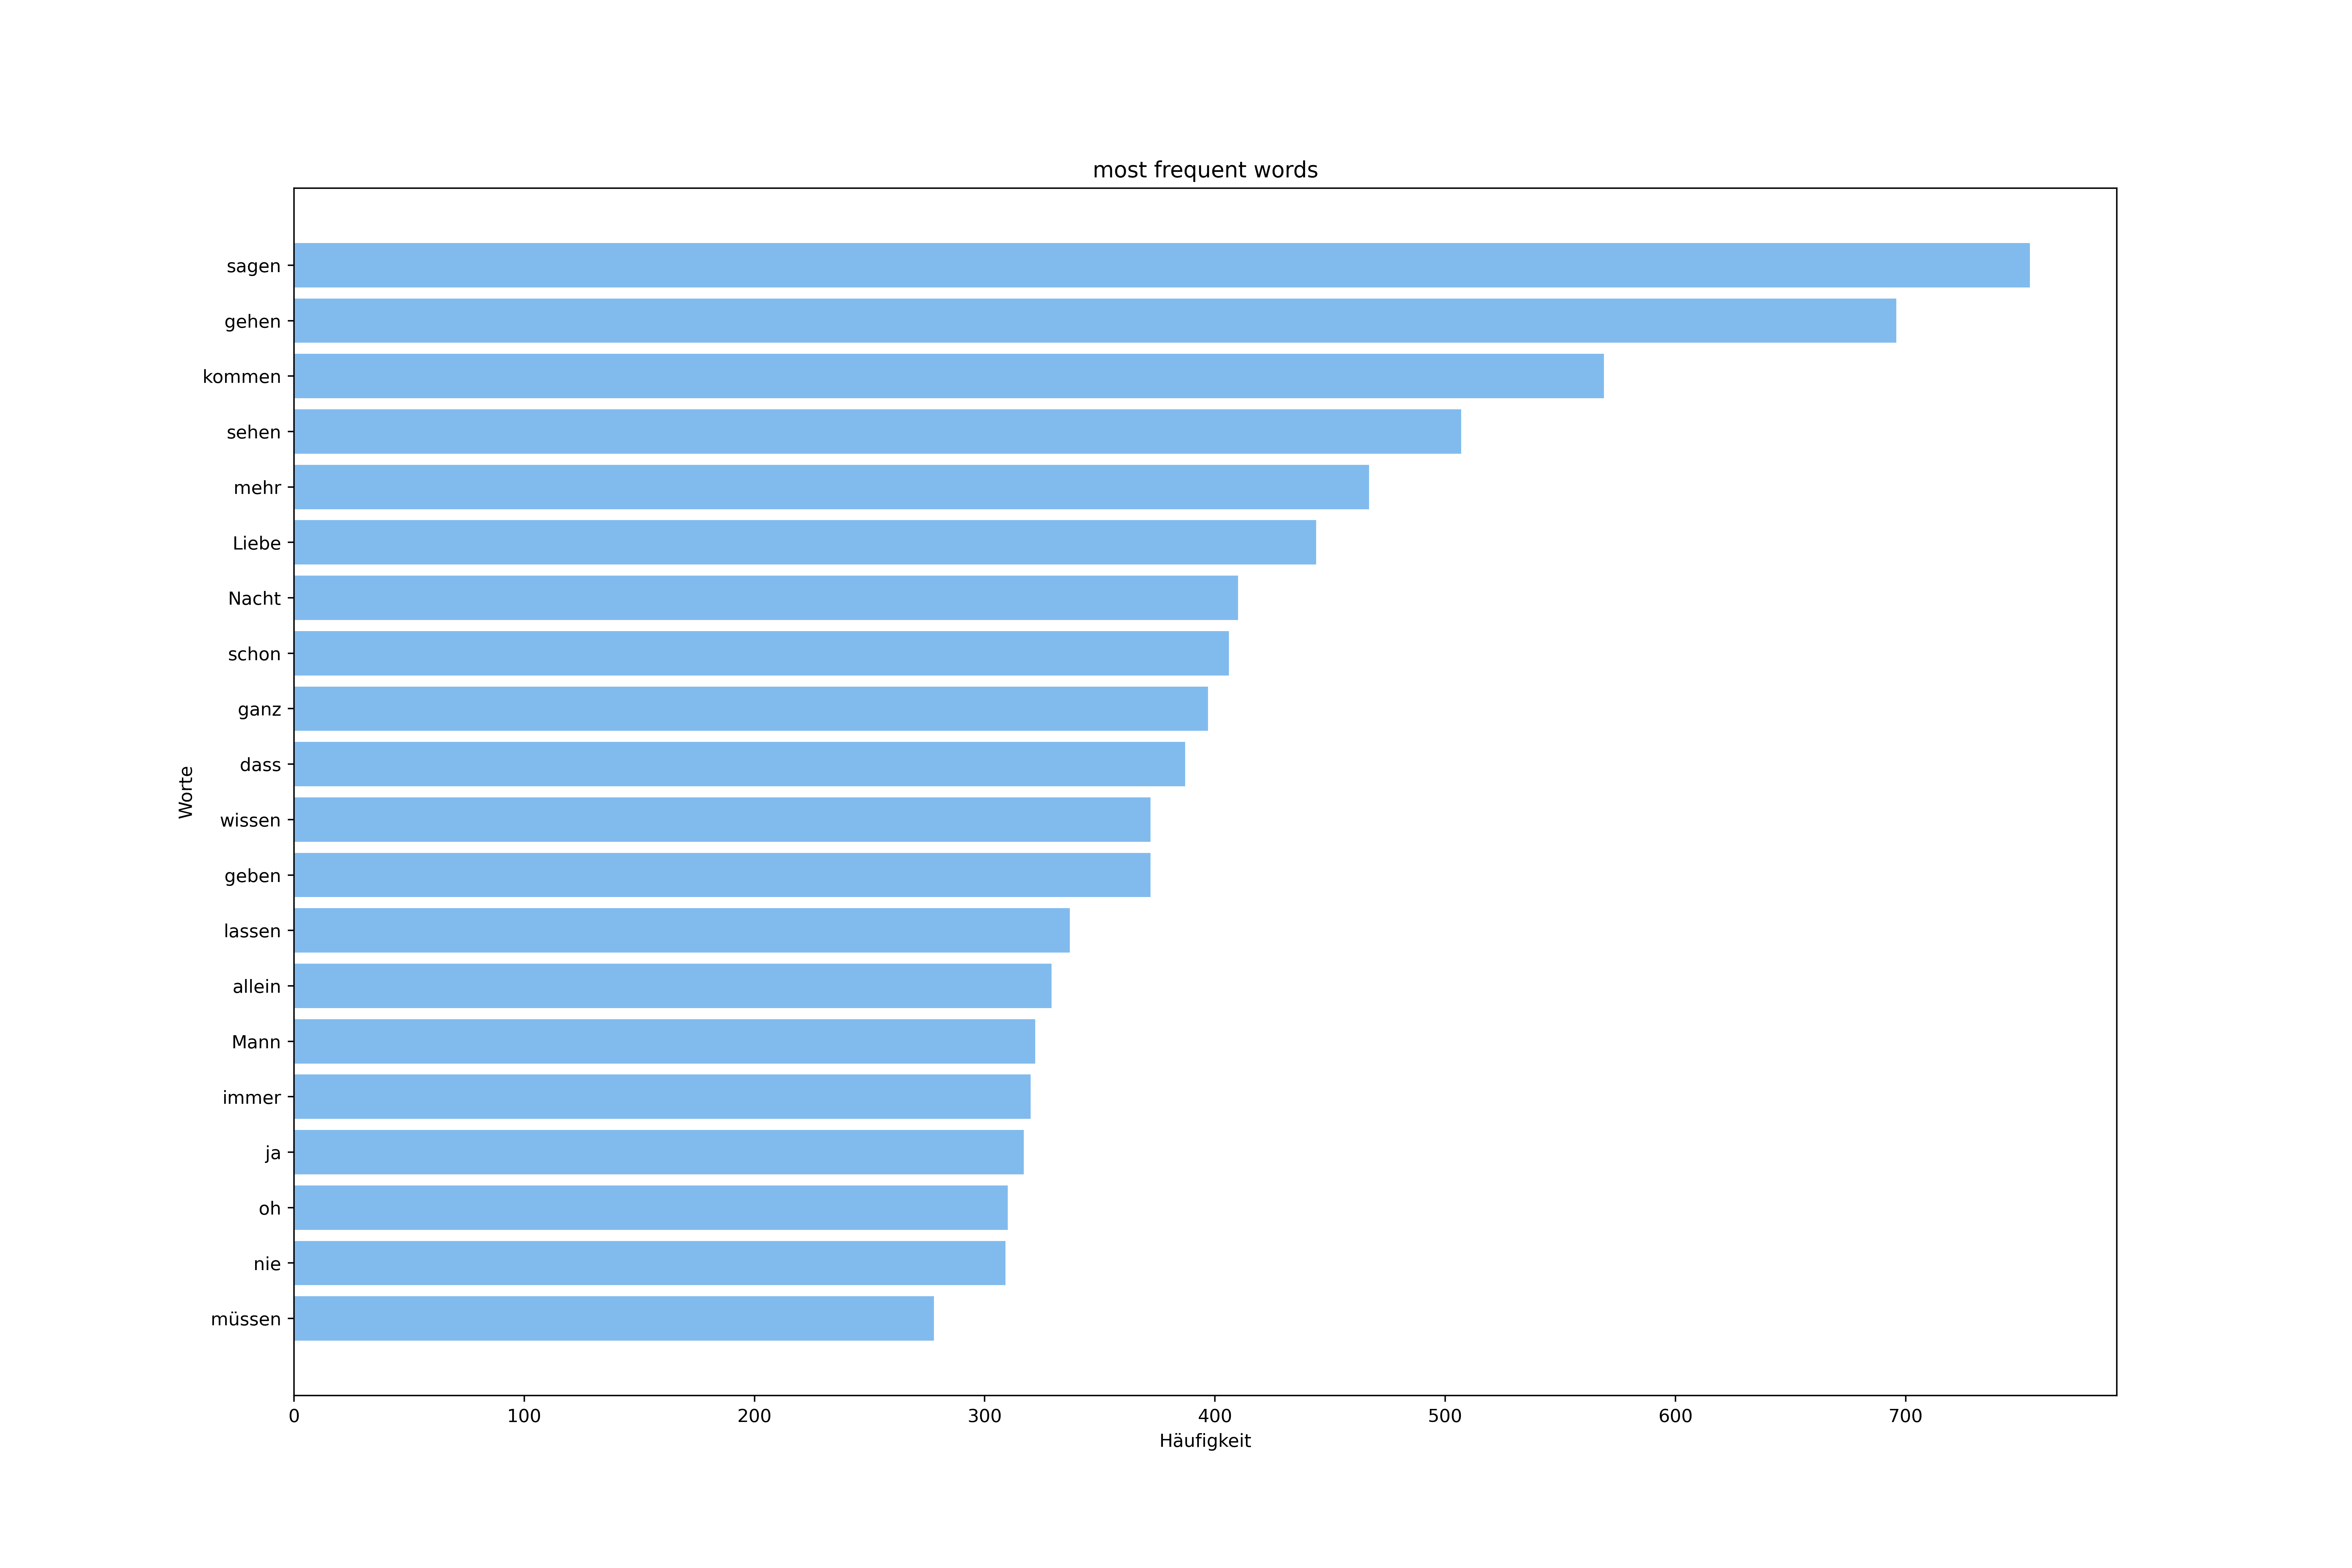 most frequent words
sagen
gehen
kommen
sehen
mehr
Liebe
Nacht
schon
ganz
dass
wissen
geben
lassen
allein
Mann
immer
ja
oh
nie
müssen
Worte
0 100 200 300 400 500 600 700
Häufigkeit